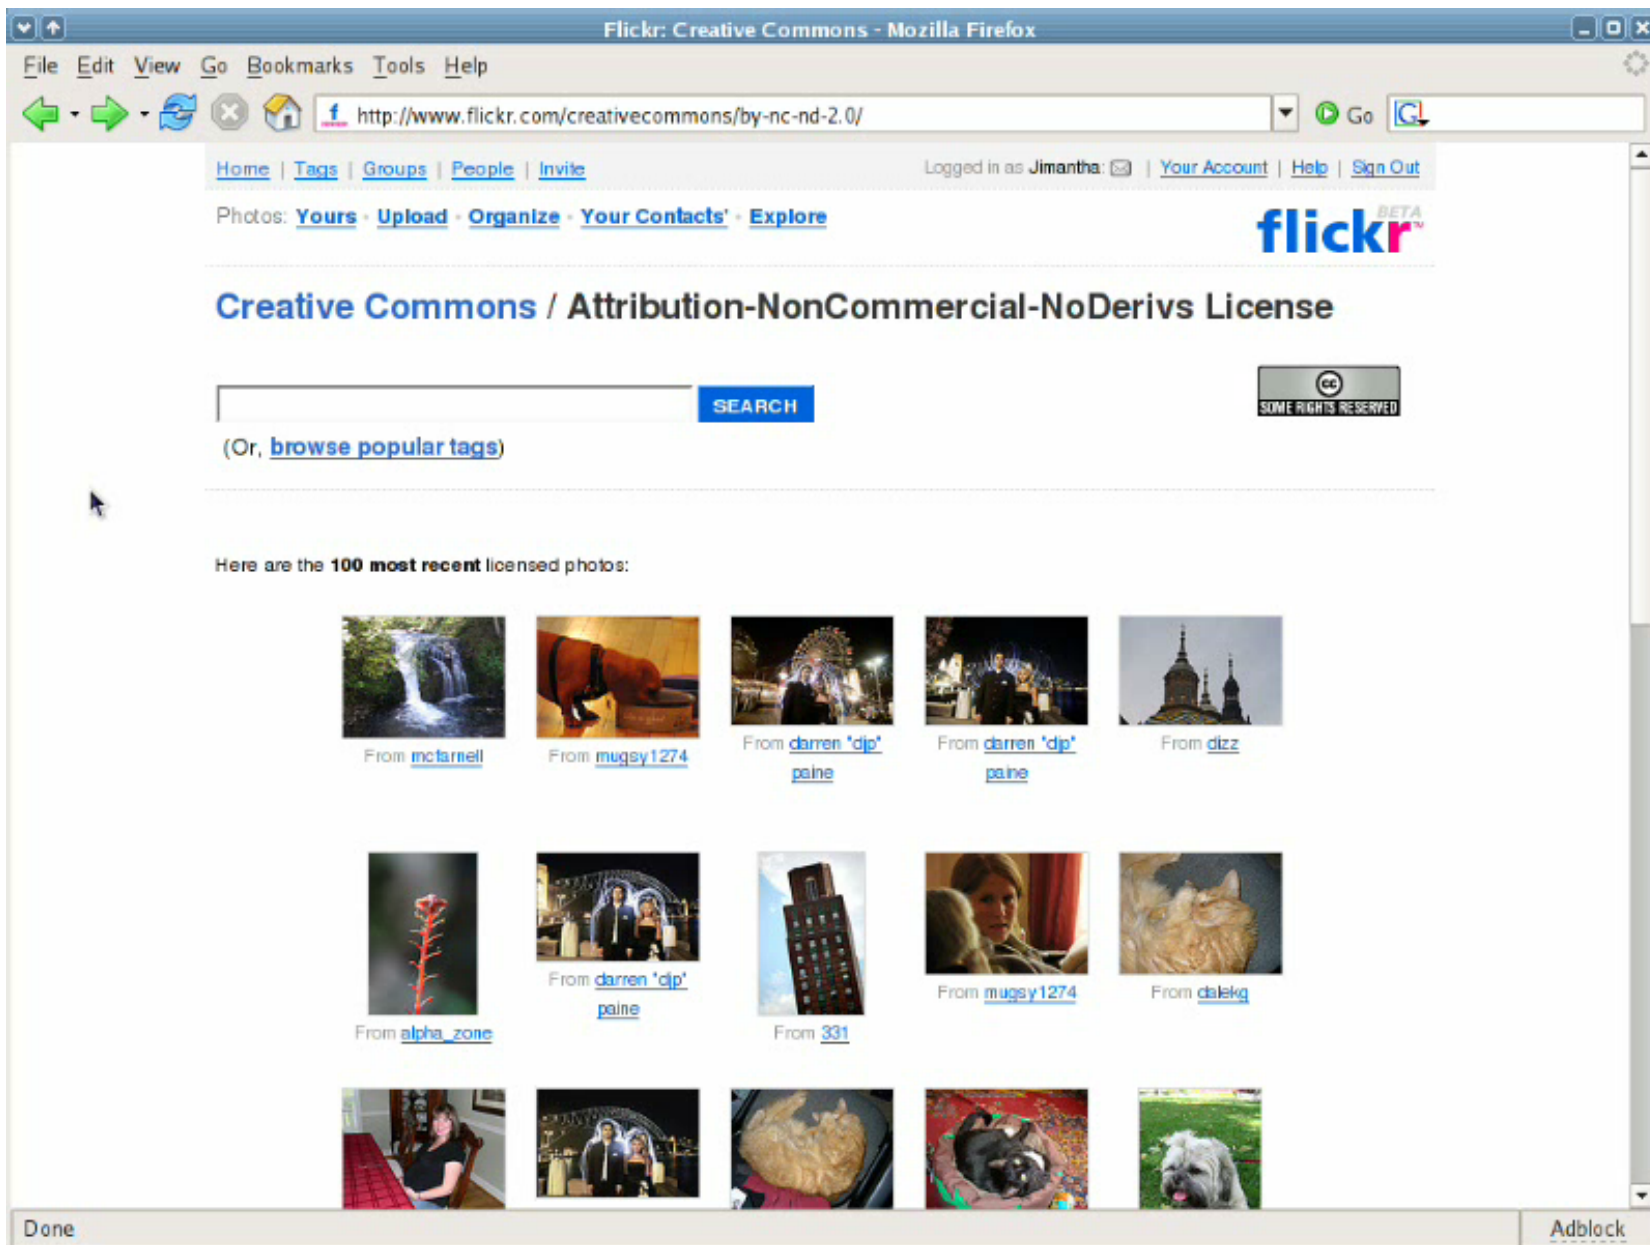 Flickr: Creative Commons - Mozilla Firefox
File Edit View Go Bookmarks Tools Help
http://www.flickr.com/creativecommons/by-nc-nd-2.0/ Go
Home | Tags | Groups | People | Invite Logged in as Jimantha: | Your Account | Help | Sign Out
Photos: Yours · Upload · Organize · Your Contacts' · Explore
flickr BETA ™
Creative Commons / Attribution-NonCommercial-NoDerivs License
SEARCH
cc
SOME RIGHTS RESERVED
(Or, browse popular tags)
Here are the 100 most recent licensed photos:
From mctarnell From mugsy1274 From darren "djp" paine From darren "djp" paine From dizz
From alpha_zone From darren "djp" paine From 331 From mugsy1274 From dalekg
Done Adblock